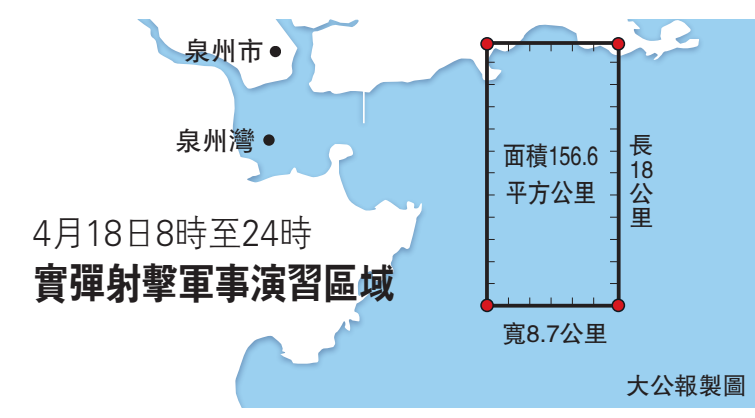 泉州市
泉州灣
面積156.6
平方公里
長18公里
4月18日8時至24時
實彈射擊軍事演習區域
寬8.7公里
大公報製圖